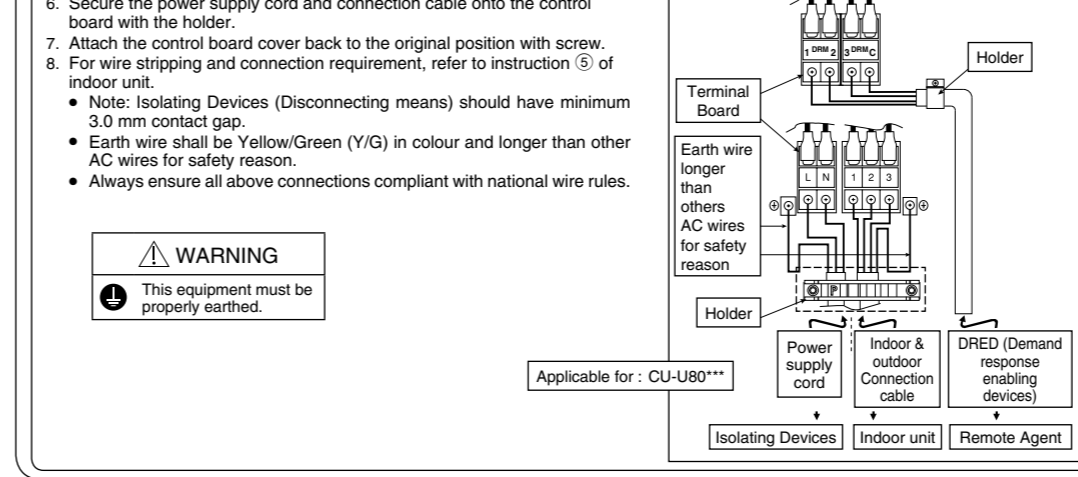 6. Secure the power supply cord and connection cable onto the control
board with the holder.
7. Attach the control board cover back to the original position with screw.
8. For wire stripping and connection requirement, refer to instruction ⑤ of
indoor unit.
• Note: Isolating Devices (Disconnecting means) should have minimum
3.0 mm contact gap.
• Earth wire shall be Yellow/Green (Y/G) in colour and longer than other
AC wires for safety reason.
• Always ensure all above connections compliant with national wire rules.
⚠ WARNING
This equipment must be
properly earthed.
Applicable for : CU-U80***
1 DRM 2 3 DRM C
Holder
Terminal
Board
Earth wire
longer
than
others
AC wires
for safety
reason
L N 1 2 3
P
Holder
Power
supply
cord
Indoor &
outdoor
Connection
cable
DRED (Demand
response
enabling
devices)
Isolating Devices
Indoor unit
Remote Agent